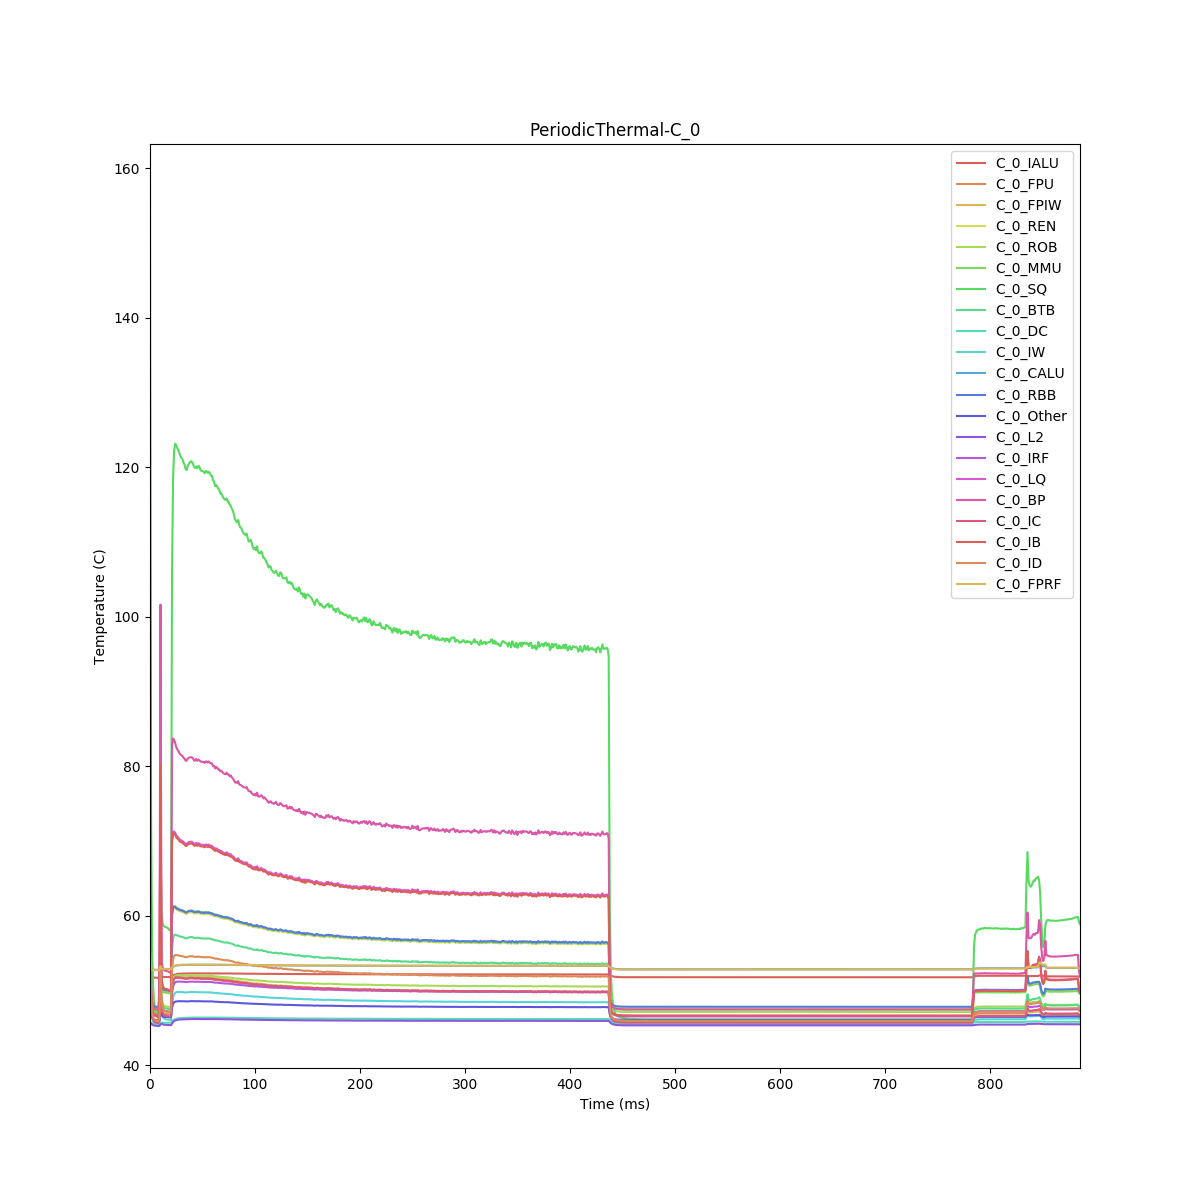 PeriodicThermal-C_0
160
140
120
100
80
60
40
Temperature (C)
0 100 200 300 400 500 600 700 800
Time (ms)
C_0_IALU
C_0_FPU
C_0_FPIW
C_0_REN
C_0_ROB
C_0_MMU
C_0_SQ
C_0_BTB
C_0_DC
C_0_IW
C_0_CALU
C_0_RBB
C_0_Other
C_0_L2
C_0_IRF
C_0_LQ
C_0_BP
C_0_IC
C_0_IB
C_0_ID
C_0_FPRF